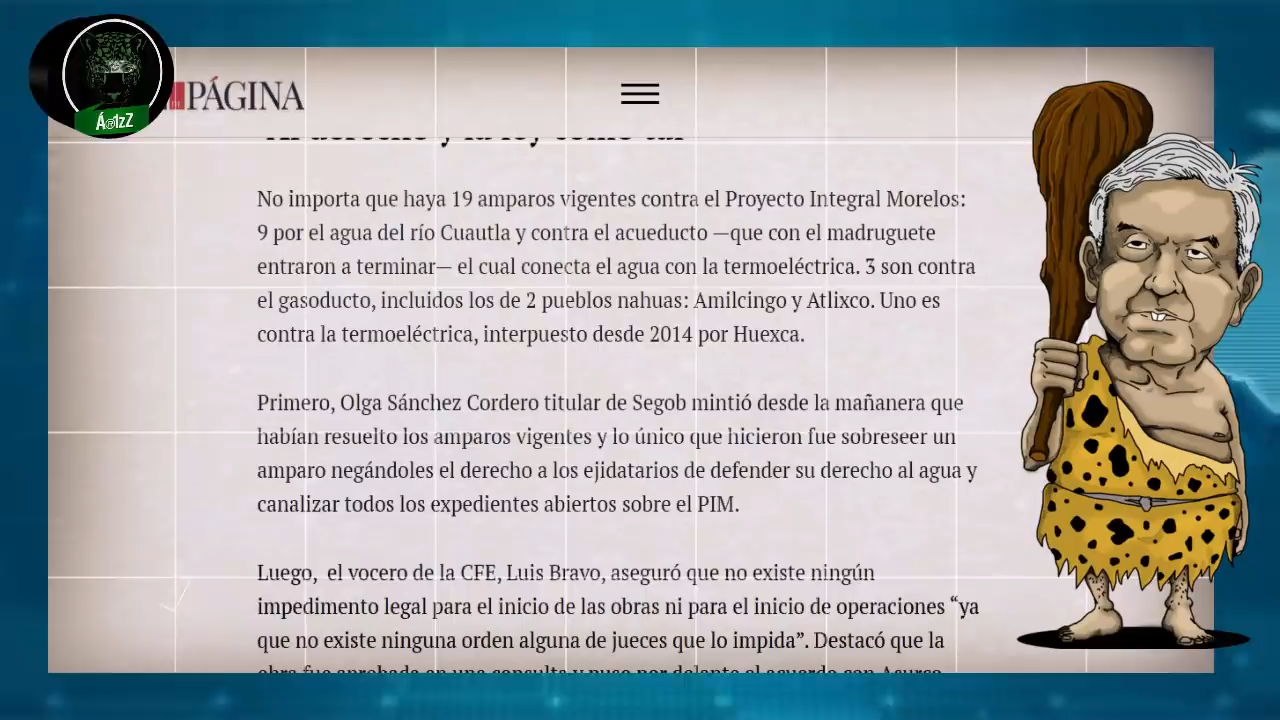 PÁGINA
Á@1zZ
No importa que haya 19 amparos vigentes contra el Proyecto Integral Morelos:
9 por el agua del río Cuautla y contra el acueducto —que con el madruguete
entraron a terminar— el cual conecta el agua con la termoeléctrica. 3 son contra
el gasoducto, incluidos los de 2 pueblos nahuas: Amilcingo y Atlixco. Uno es
contra la termoeléctrica, interpuesto desde 2014 por Huexca.
Primero, Olga Sánchez Cordero titular de Segob mintió desde la mañanera que
habían resuelto los amparos vigentes y lo único que hicieron fue sobreseer un
amparo negándoles el derecho a los ejidatarios de defender su derecho al agua y
canalizar todos los expedientes abiertos sobre el PIM.
Luego, el vocero de la CFE, Luis Bravo, aseguró que no existe ningún
impedimento legal para el inicio de las obras ni para el inicio de operaciones “ya
que no existe ninguna orden alguna de jueces que lo impida”. Destacó que la